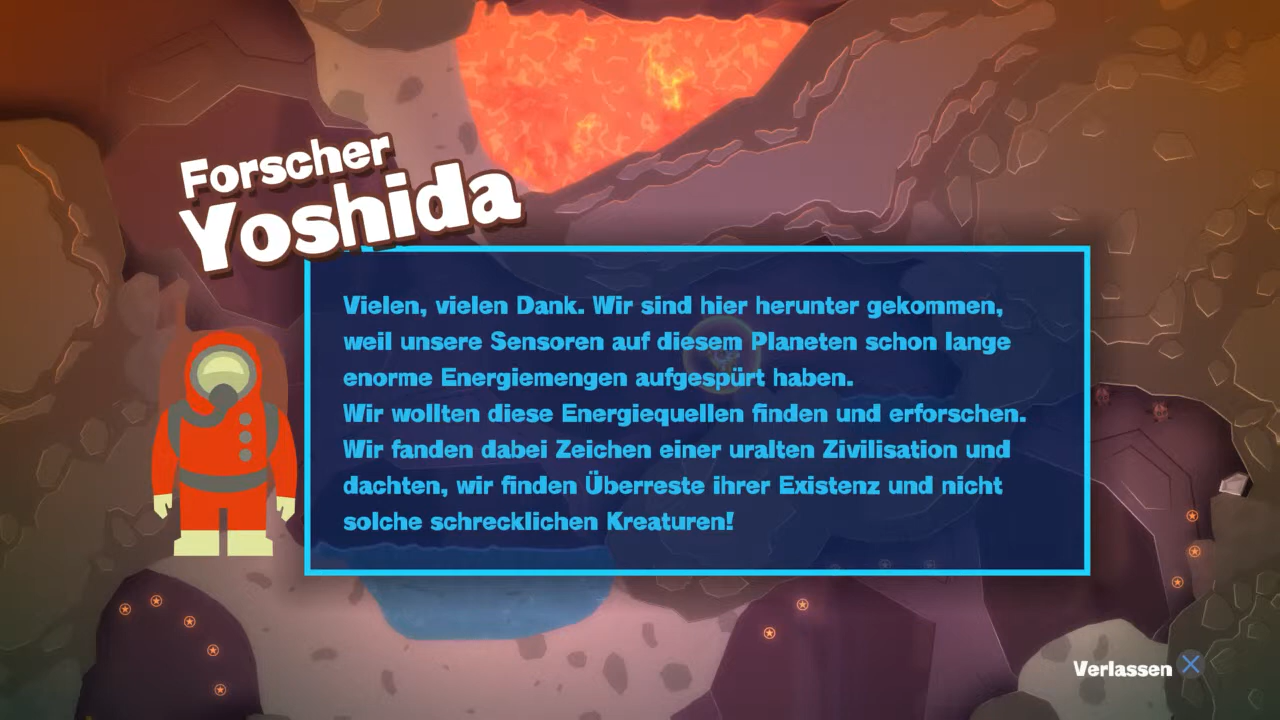 Forscher
Yoshida
Vielen, vielen Dank. Wir sind hier herunter gekommen,
weil unsere Sensoren auf diesem Planeten schon lange
enorme Energiemengen aufgespürt haben.
Wir wollten diese Energiequellen finden und erforschen.
Wir fanden dabei Zeichen einer uralten Zivilisation und
dachten, wir finden Überreste ihrer Existenz und nicht
solche schrecklichen Kreaturen!
Verlassen